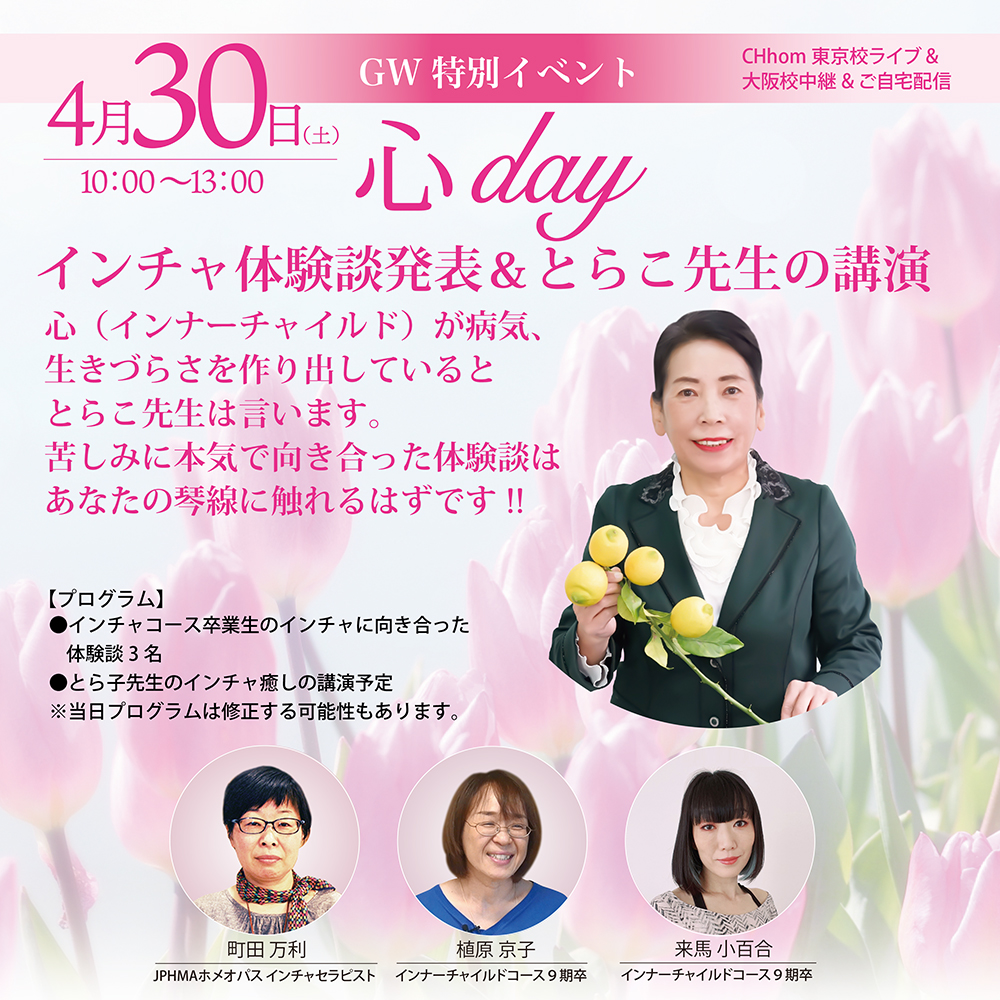 GW 特別イベント
CHhom 東京校ライブ &
大阪校中継 & ご自宅配信
4月30日(土)
10:00～13:00
心 day
インチャ体験談発表&とらこ先生の講演
心（インナーチャイルド）が病気、
生きづらさを作り出していると
とらこ先生は言います。
苦しみに本気で向き合った体験談は
あなたの琴線に触れるはずです!!
【プログラム】
●インチャコース卒業生のインチャに向き合った
体験談３名
●とら子先生のインチャ癒しの講演予定
※当日プログラムは修正する可能性もあります。
町田 万利
JPHMAホメオパス インチャセラピスト
植原 京子
インナーチャイルドコース９期卒
来馬 小百合
インナーチャイルドコース９期卒